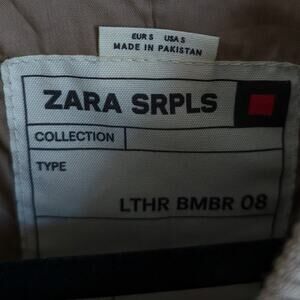 EUR S USA S
MADE IN PAKISTAN
ZARA SRPLS
COLLECTION
TYPE
LTHR BMBR 08